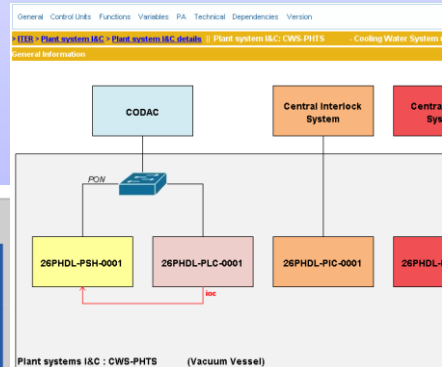 General Control Units Functions Variables PA Technical Dependencies Version
> ITER > Plant system I&C > Plant system I&C details || Plant system I&C: CWS-PHTS - Cooling Water System
General Information
CODAC
Central Interlock
System
PON
26PHDL-PSH-0001
26PHDL-PLC-0001
26PHDL-PIC-0001
ioc
Plant systems I&C : CWS-PHTS (Vacuum Vessel)